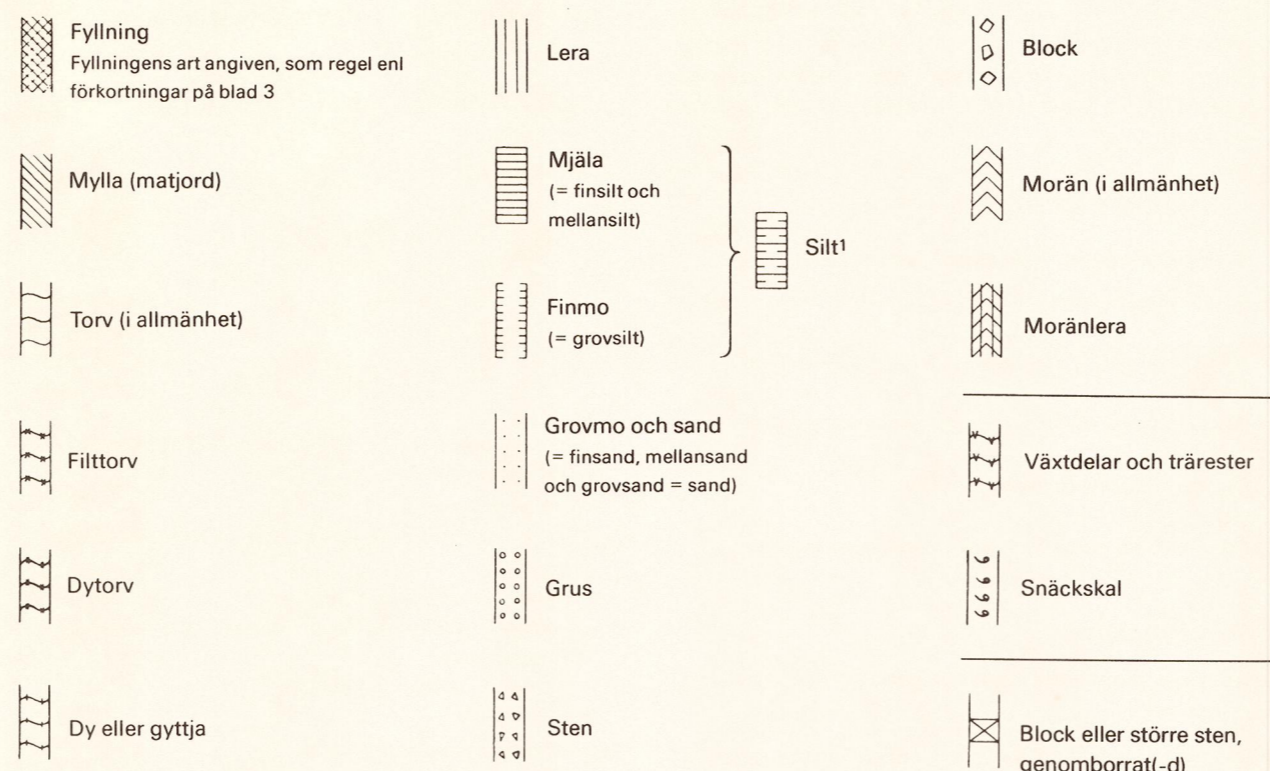 Fyllning
Fyllningens art angiven, som regel enl
förkortningar på blad 3
Mylla (matjord)
Torv (i allmänhet)
Filttorv
Dytorv
Dy eller gyttja
Lera
Mjäla
(= finsilt och
mellansilt)
Finmo
(= grovsilt)
Silt¹
Grovmo och sand
(= finsand, mellansand
och grovsand = sand)
Grus
Sten
Block
Morän (i allmänhet)
Moränlera
Växtdelar och trärester
Snäckskal
Block eller större sten,
genomborrat(-d)